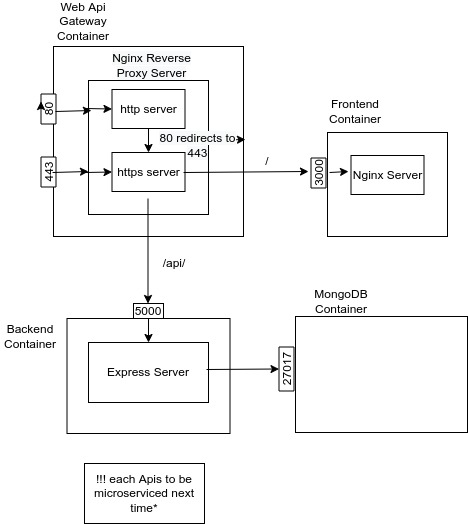 Web Api
Gateway
Container
Nginx Reverse
Proxy Server
80
http server
80 redirects to
443
443
https server
/
Frontend
Container
3000
Nginx Server
/api/
5000
Backend
Container
Express Server
MongoDB
Container
27017
!!! each Apis to be
microserviced next
time*